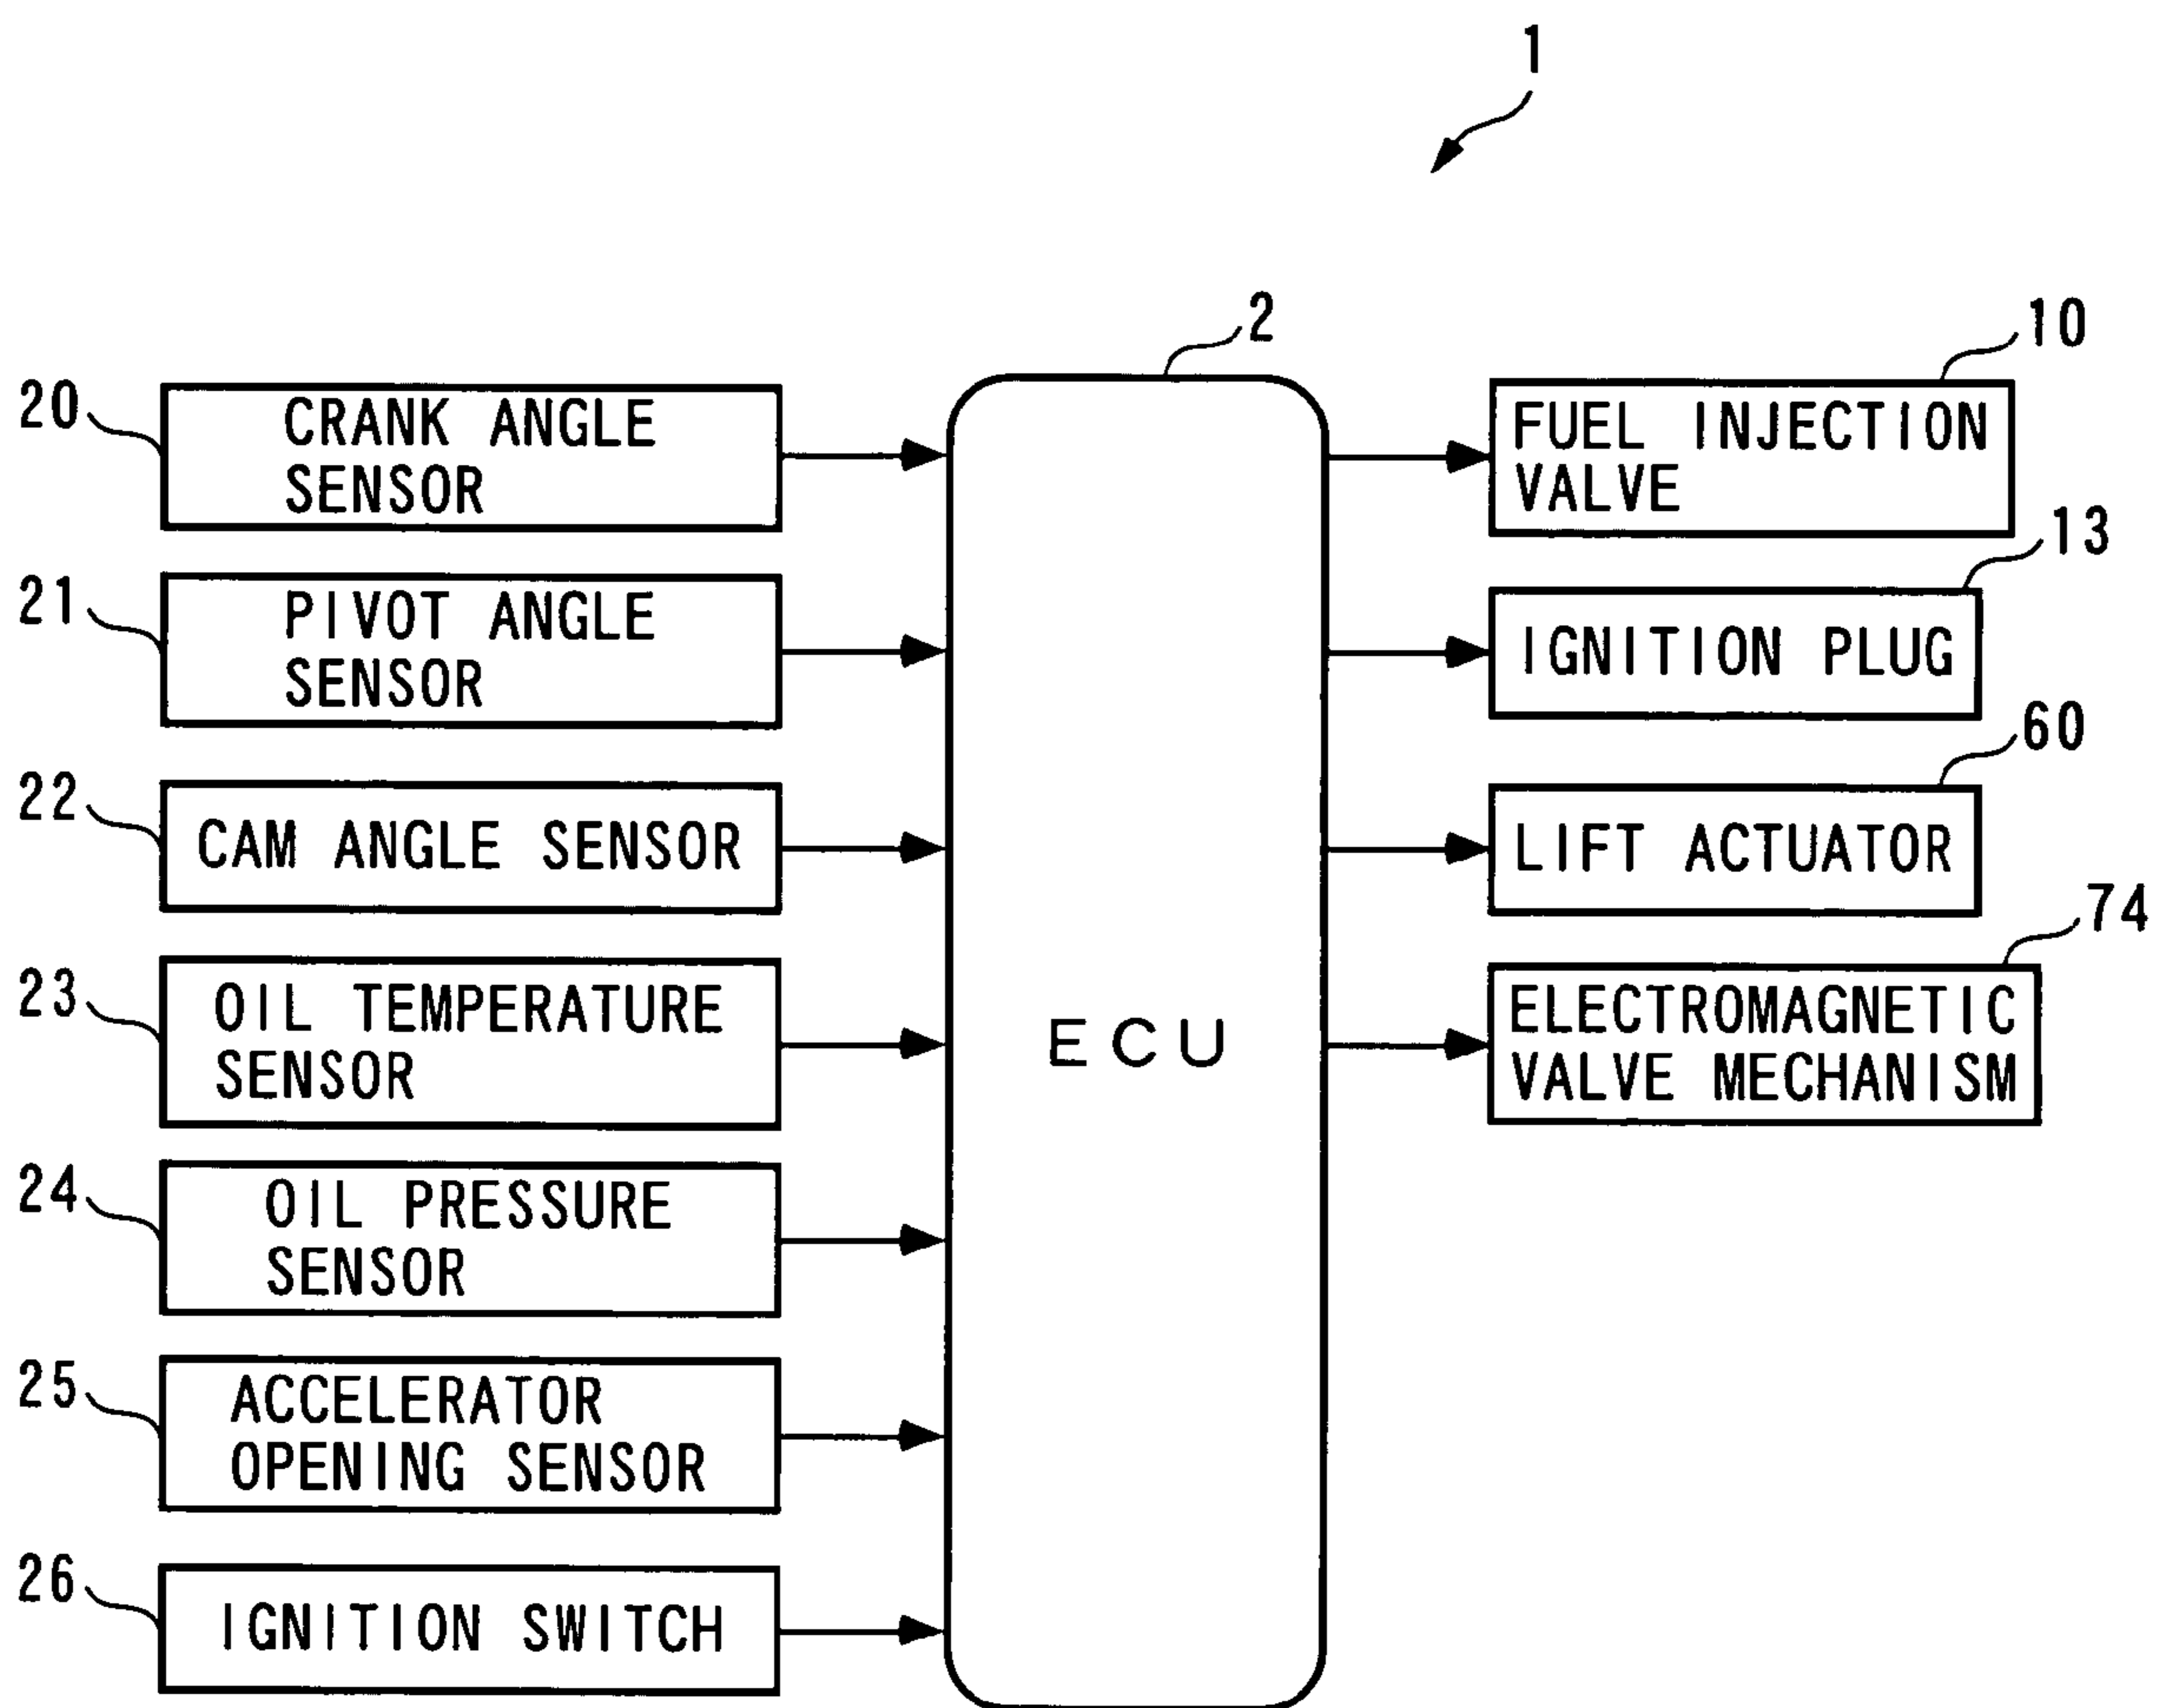 1
2
20
CRANK ANGLE
SENSOR
21
PIVOT ANGLE
SENSOR
22
CAM ANGLE SENSOR
23
OIL TEMPERATURE
SENSOR
24
OIL PRESSURE
SENSOR
25
ACCELERATOR
OPENING SENSOR
26
IGNITION SWITCH
ECU
10
FUEL INJECTION
VALVE
13
IGNITION PLUG
60
LIFT ACTUATOR
74
ELECTROMAGNETIC
VALVE MECHANISM